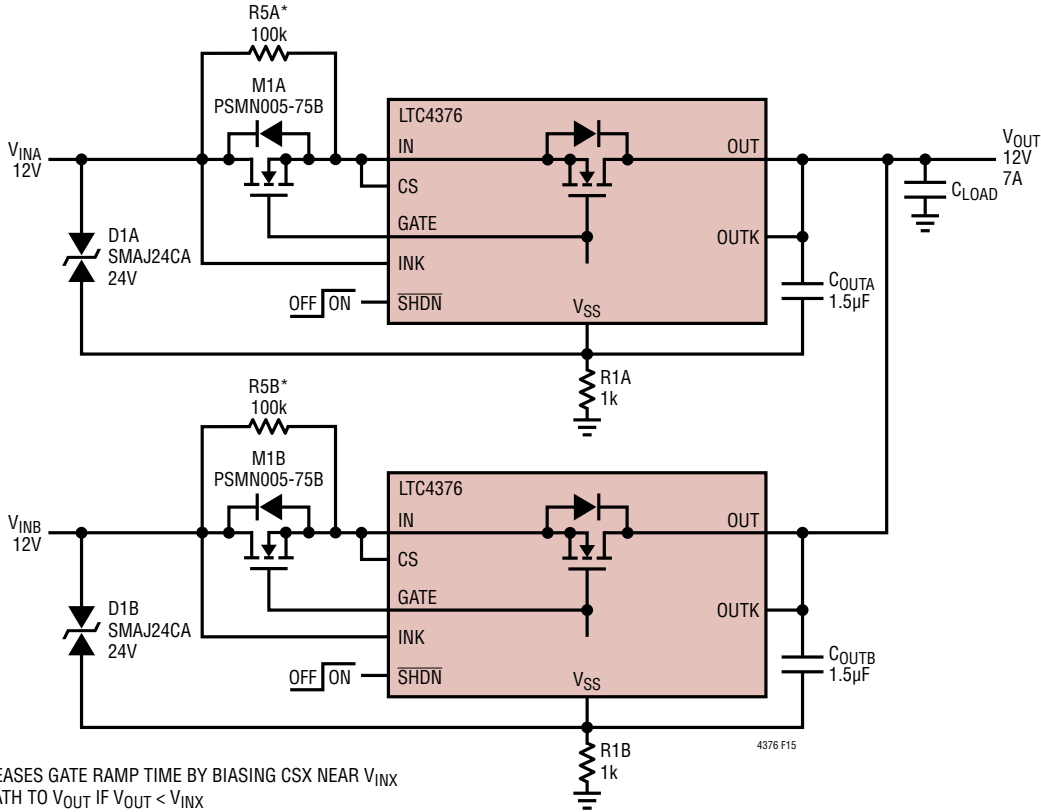 R5A*
100k
M1A
PSMN005-75B
V_INA
12V
D1A
SMAJ24CA
24V
LTC4376
IN
CS
GATE
INK
OFF ON
SHDN
OUT
OUTK
V_SS
R1A
1k
C_OUTA
1.5µF
V_OUT
12V
7A
C_LOAD
R5B*
100k
M1B
PSMN005-75B
V_INB
12V
D1B
SMAJ24CA
24V
LTC4376
IN
CS
GATE
INK
OFF ON
SHDN
OUT
OUTK
V_SS
R1B
1k
C_OUTB
1.5µF
4376 F15
GATE RAMP TIME BY BIASING CSX NEAR V_INX
TO V_OUT IF V_OUT < V_INX